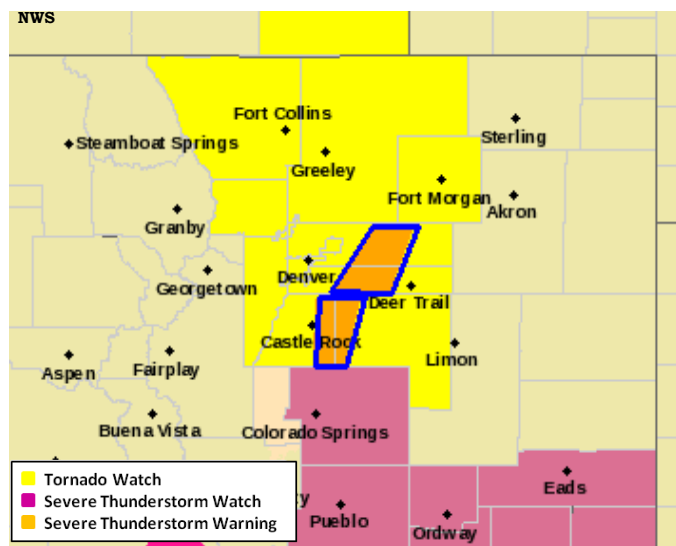 NWS
Fort Collins
Sterling
Steamboat Springs
Greeley
Fort Morgan
Akron
Granby
Denver
Georgetown
Deer Trail
Castle Rock
Limon
Aspen
Fairplay
Buena Vista
Colorado Springs
Tornado Watch
Severe Thunderstorm Watch
Severe Thunderstorm Warning
Eads
Pueblo
Ordway